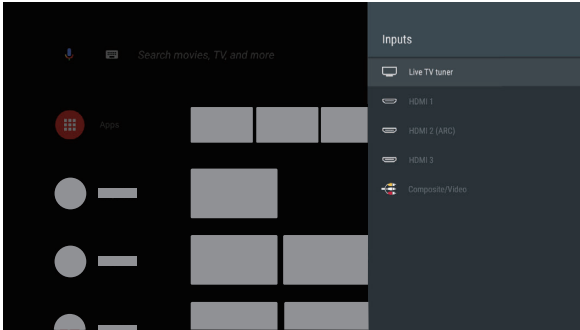 Search movies, TV, and more
Apps
Inputs
Live TV tuner
HDMI 1
HDMI 2 (ARC)
HDMI 3
Composite/Video